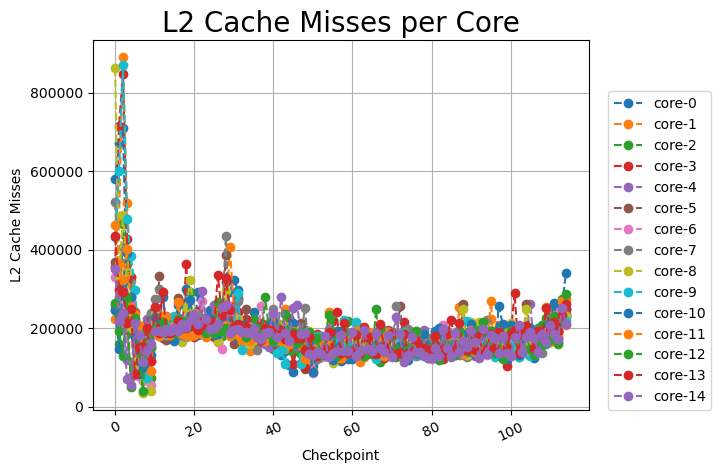 L2 Cache Misses per Core
L2 Cache Misses
800000
600000
400000
200000
0
0
20
40
60
80
100
Checkpoint
core-0
core-1
core-2
core-3
core-4
core-5
core-6
core-7
core-8
core-9
core-10
core-11
core-12
core-13
core-14